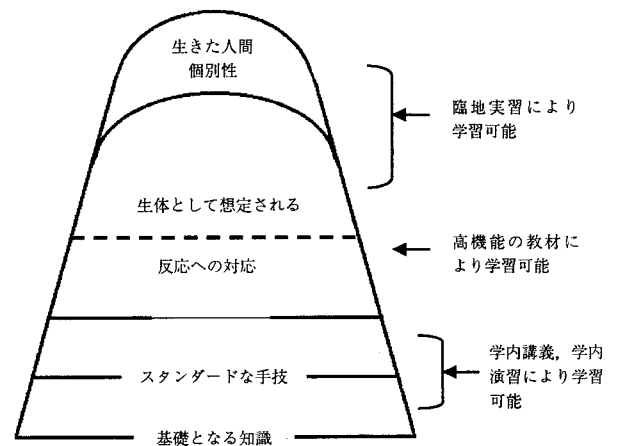 生きた人間
個別性
臨地実習により
学習可能
生体として想定される
高機能の教材に
より学習可能
反応への対応
学内講義，学内
演習により学習
可能
スタンダードな手技
基礎となる知識